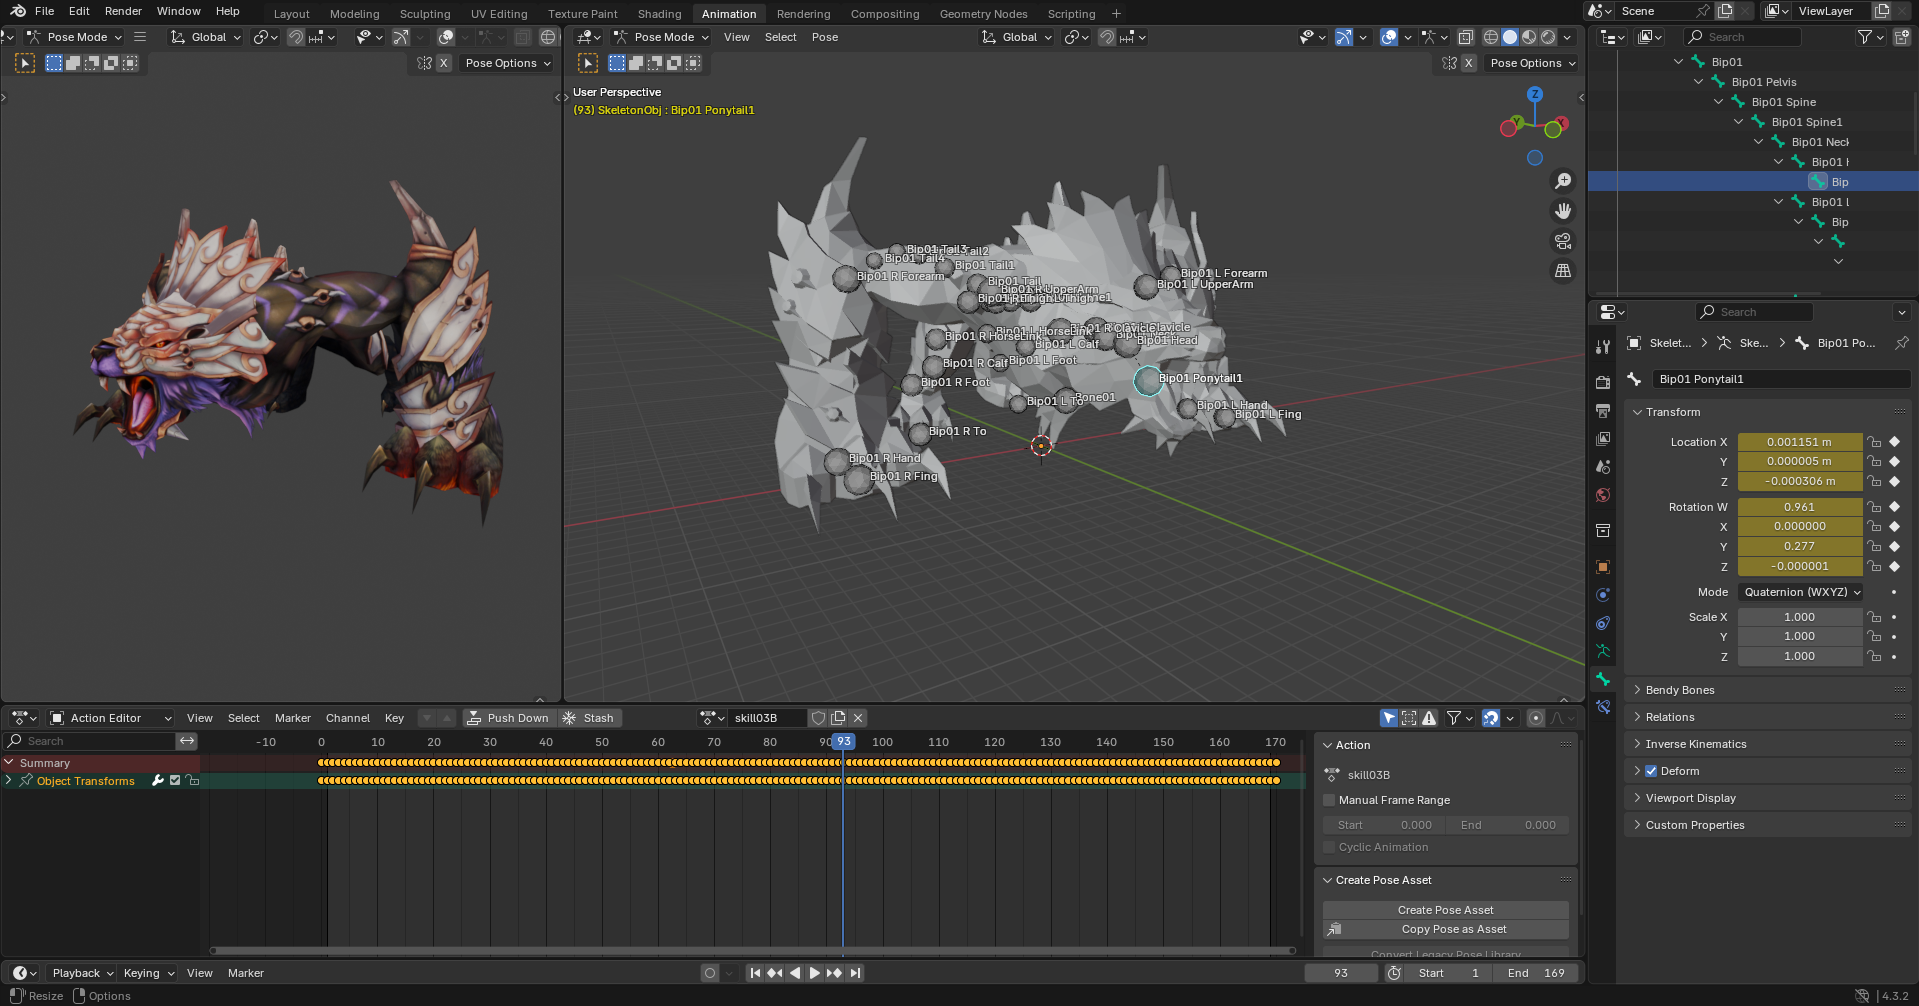 File Edit Render Window Help
Layout Modeling Sculpting UV Editing Texture Paint Shading Animation Rendering Compositing Geometry Nodes Scripting +
Scene ViewLayer
Pose Mode Global
Pose Mode View Select Pose Global
Search
X Pose Options
X Pose Options
User Perspective
(93) SkeletonObj : Bip01 Ponytail1
Z
Y
X
Bip01 Tail3
Tail2
Bip01 Tail4
Bip01 Tail1
Bip01 R Forearm
Bip01 Tail
Bip01 R UpperArm
Bip01 L Forearm
Bip01 L UpperArm
Bip01 R HorseLink
Bip01 L HorseLink
Bip01 R Clavicle
Bip01 Head
Bip01 L Calf
Bip01 R Calf
Bip01 L Foot
Bip01 R Foot
Bip01 Ponytail1
Bip01 L To
Bone01
Bip01 L Hand
Bip01 L Fing
Bip01 R To
Bip01 R Hand
Bip01 R Fing
Bip01
Bip01 Pelvis
Bip01 Spine
Bip01 Spine1
Bip01 Neck
Bip01 H
Bip
Bip01 L
Bip
Search
Skelet... Ske... Bip01 Po...
Bip01 Ponytail1
Transform
Location X 0.001151 m
Y 0.000005 m
Z -0.000306 m
Rotation W 0.961
X 0.000000
Y 0.277
Z -0.000001
Mode Quaternion (WXYZ)
Scale X 1.000
Y 1.000
Z 1.000
Bendy Bones
Relations
Inverse Kinematics
Deform
Viewport Display
Custom Properties
Action Editor View Select Marker Channel Key Push Down Stash skill03B
Search
-10 0 10 20 30 40 50 60 70 80 90 93 100 110 120 130 140 150 160 170
Summary
Object Transforms
Action
skill03B
Manual Frame Range
Start 0.000 End 0.000
Cyclic Animation
Create Pose Asset
Create Pose Asset
Copy Pose as Asset
Convert Legacy Pose Library
Playback Keying View Marker 93 Start 1 End 169
Resize Options 4.3.2